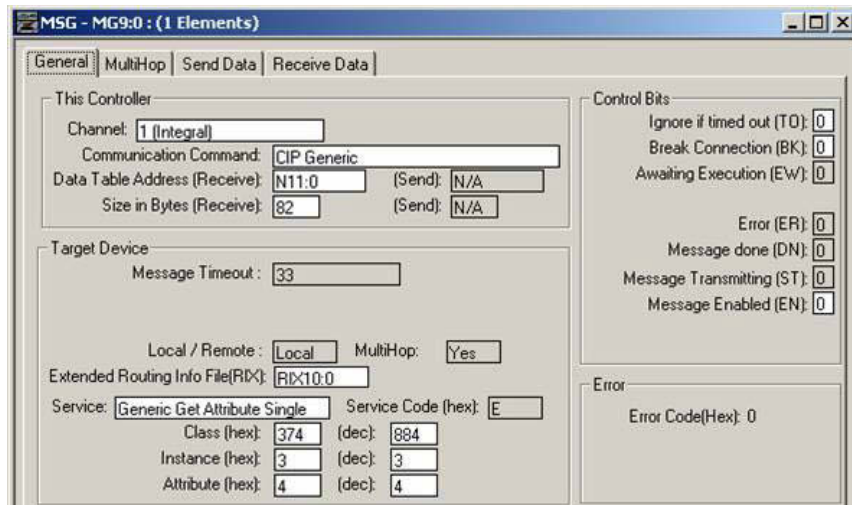 MSG - MG9:0 : (1 Elements)
General MultiHop Send Data Receive Data
This Controller
Channel: 1 (Integral)
Communication Command: CIP Generic
Data Table Address (Receive): N11:0 (Send): N/A
Size in Bytes (Receive): 82 (Send): N/A
Target Device
Message Timeout : 33
Local / Remote : Local MultiHop: Yes
Extended Routing Info File(RIX): RIX10:0
Service: Generic Get Attribute Single Service Code (hex): E
Class (hex): 374 (dec): 884
Instance (hex): 3 (dec): 3
Attribute (hex): 4 (dec): 4
Control Bits
Ignore if timed out (TO): 0
Break Connection (BK): 0
Awaiting Execution (EW): 0
Error (ER): 0
Message done (DN): 0
Message Transmitting (ST): 0
Message Enabled (EN): 0
Error
Error Code(Hex): 0